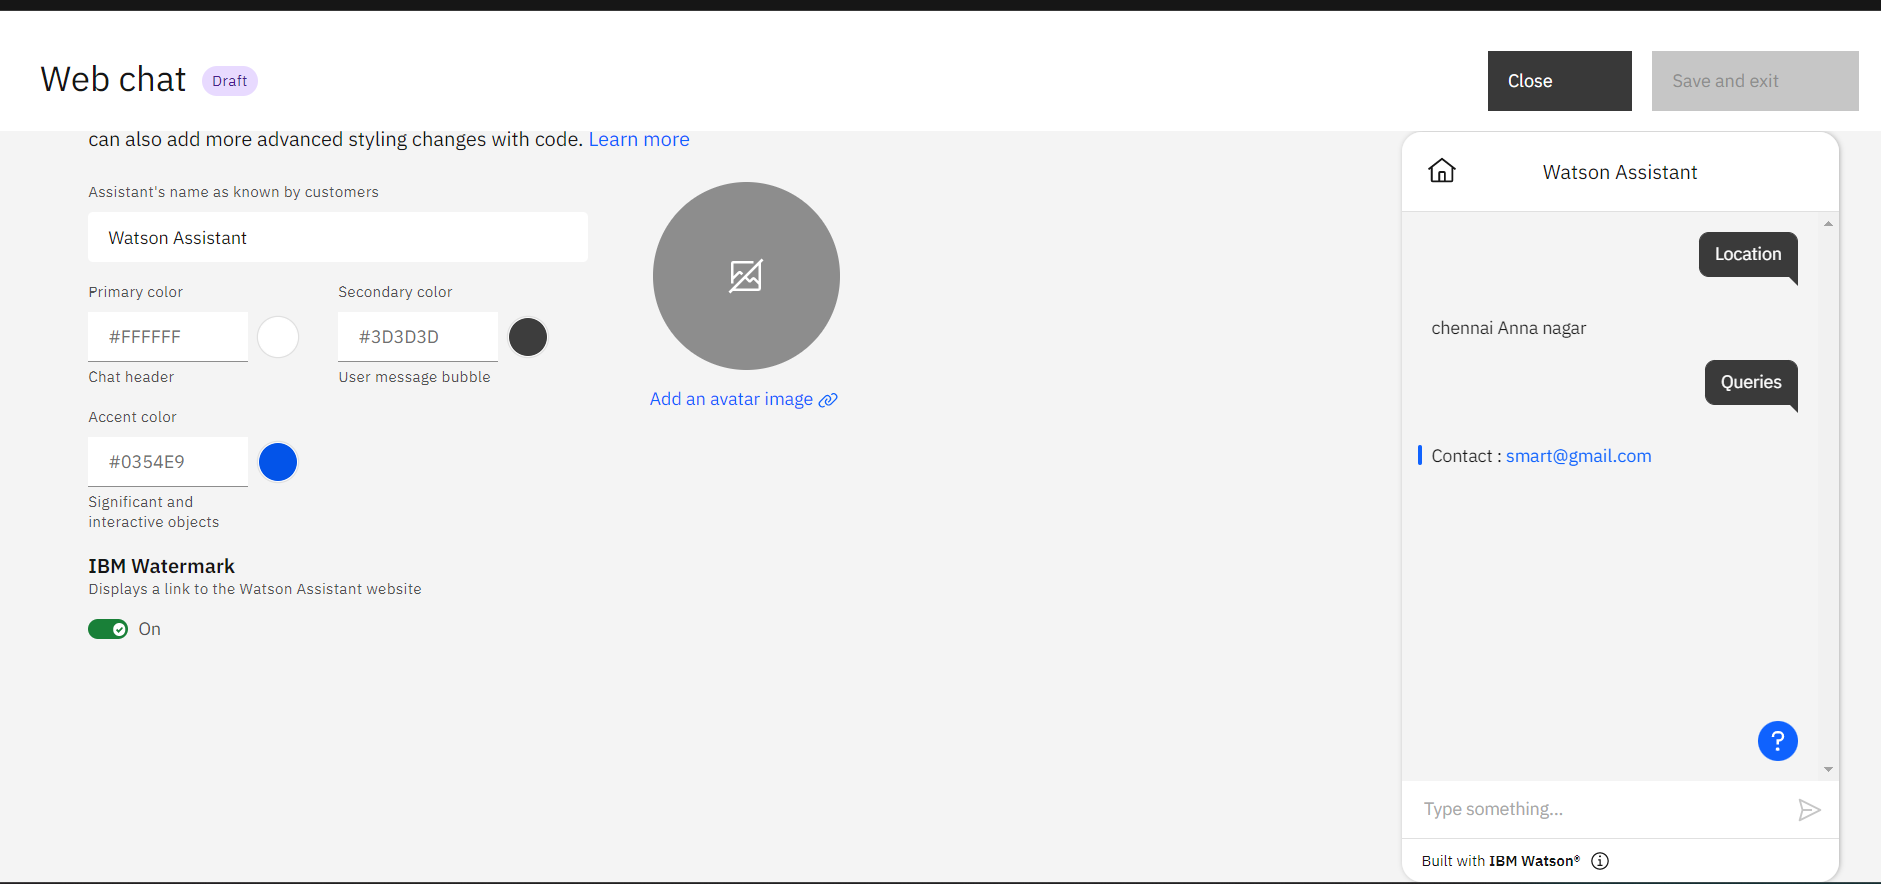 Web chat Draft
Close
Save and exit
can also add more advanced styling changes with code. Learn more
Assistant's name as known by customers
Watson Assistant
Primary color
Secondary color
#FFFFFF
#3D3D3D
Chat header
User message bubble
Accent color
#0354E9
Significant and
interactive objects
Add an avatar image
IBM Watermark
Displays a link to the Watson Assistant website
On
Watson Assistant
Location
chennai Anna nagar
Queries
Contact : smart@gmail.com
?
Type something...
Built with IBM Watson®